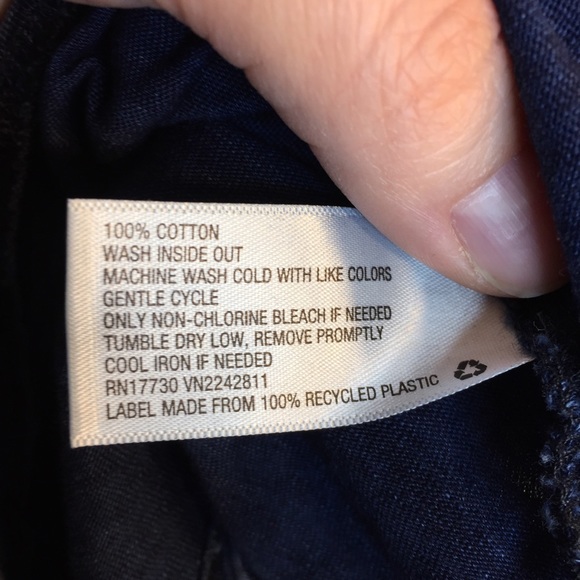 100% COTTON
WASH INSIDE OUT
MACHINE WASH COLD WITH LIKE COLORS
GENTLE CYCLE
ONLY NON-CHLORINE BLEACH IF NEEDED
TUMBLE DRY LOW, REMOVE PROMPTLY
COOL IRON IF NEEDED
RN17730 VN2242811
LABEL MADE FROM 100% RECYCLED PLASTIC